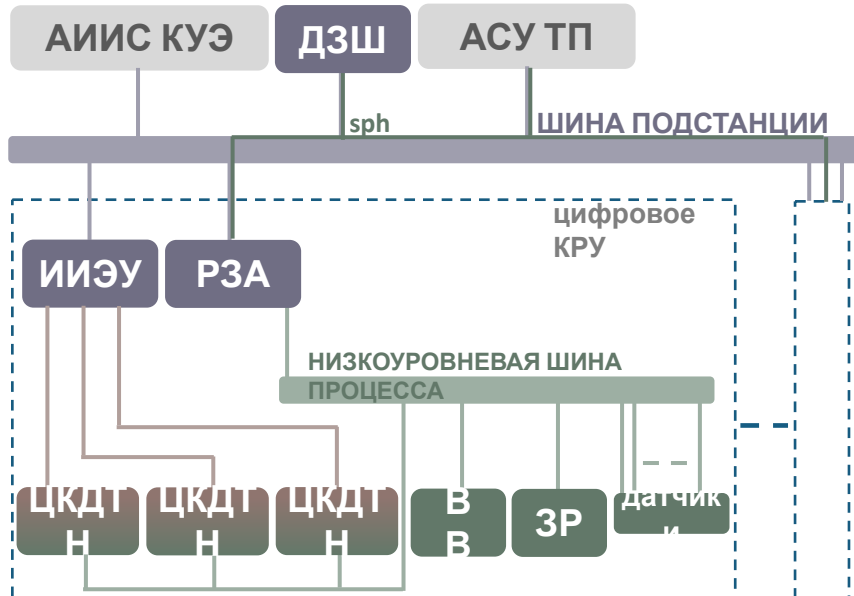 АИИС КУЭ
ДЗШ
АСУ ТП
sph
ШИНА ПОДСТАНЦИИ
цифровое
КРУ
ИИЭУ
РЗА
НИЗКОУРОВНЕВАЯ ШИНА
ПРОЦЕССА
ЦКДТ
Н
ЦКДТ
Н
ЦКДТ
Н
В
В
ЗР
датчик
и